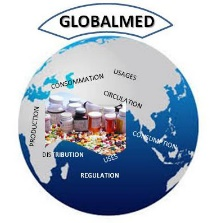 GLOBALMED
CONSUMMATION
USAGES
CIRCULATION
PRODUCTION
CONSUMPTION
DISTRIBUTION
USES
REGULATION